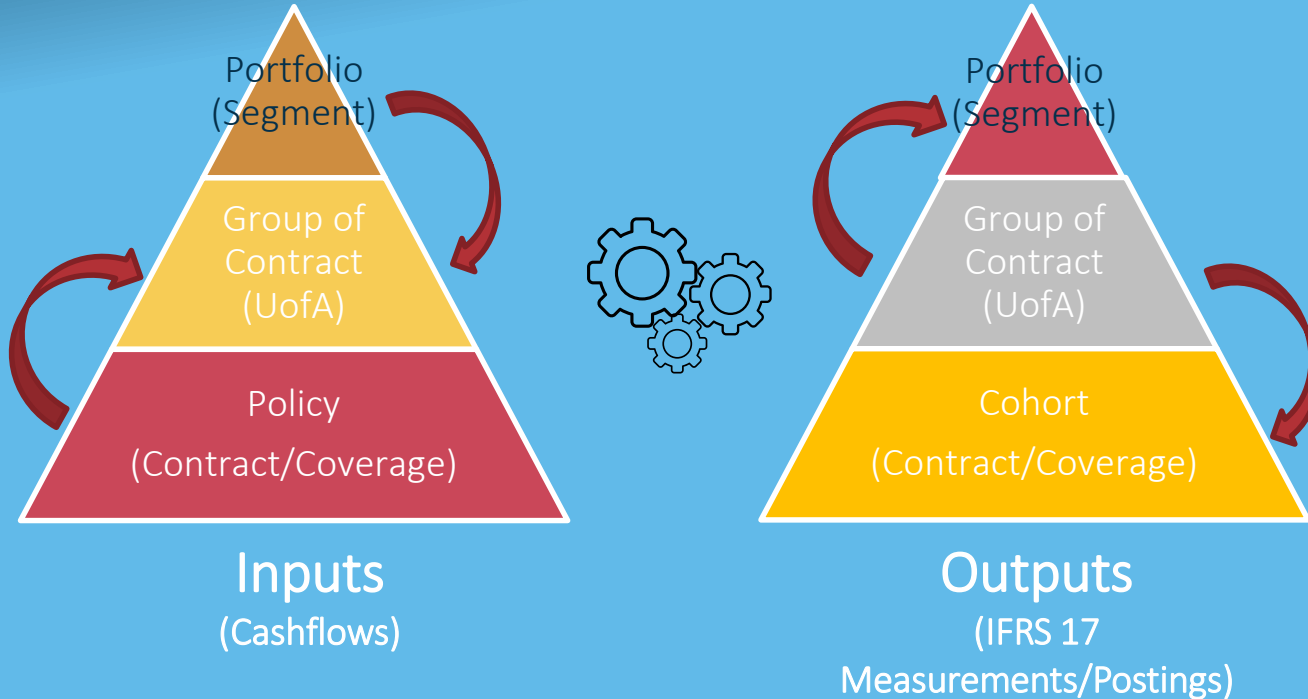 Portfolio
(Segment)
Group of
Contract
(UofA)
Policy
(Contract/Coverage)
Inputs
(Cashflows)
Portfolio
(Segment)
Group of
Contract
(UofA)
Cohort
(Contract/Coverage)
Outputs
(IFRS 17
Measurements/Postings)